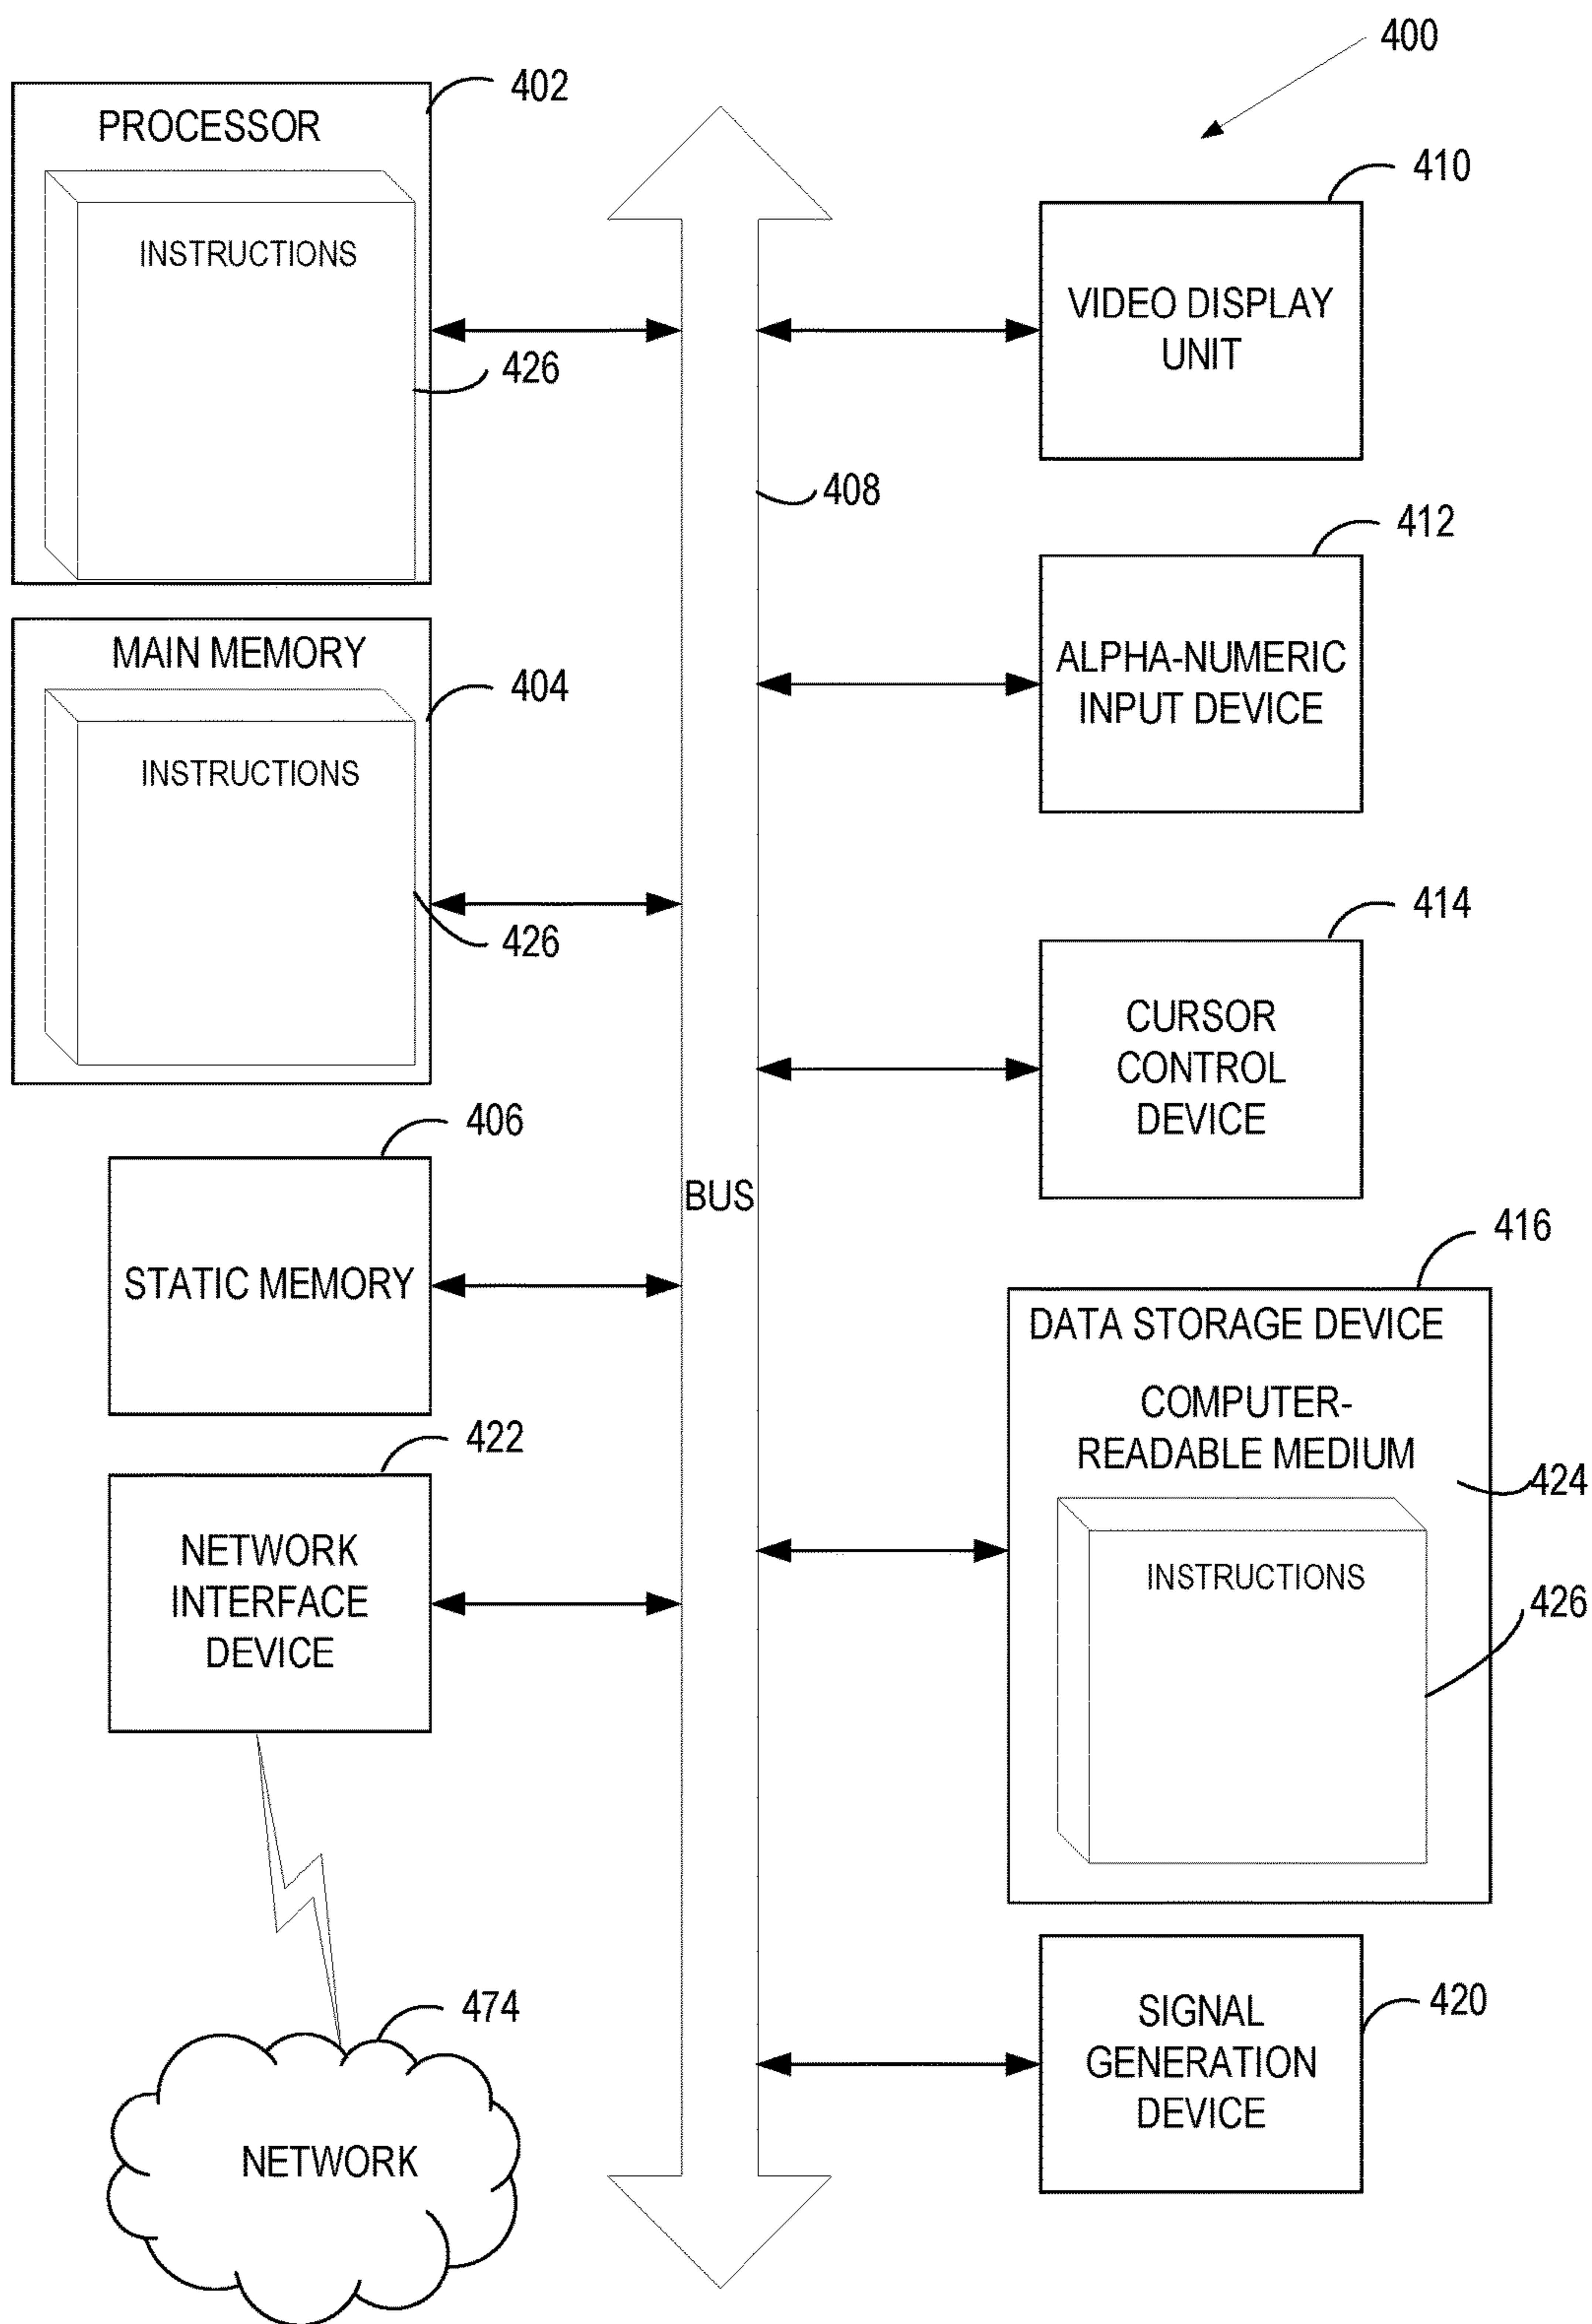 400
402
PROCESSOR
INSTRUCTIONS
426
MAIN MEMORY
404
INSTRUCTIONS
426
406
STATIC MEMORY
422
NETWORK
INTERFACE
DEVICE
474
NETWORK
BUS
408
410
VIDEO DISPLAY
UNIT
412
ALPHA-NUMERIC
INPUT DEVICE
414
CURSOR
CONTROL
DEVICE
416
DATA STORAGE DEVICE
COMPUTER-
READABLE MEDIUM
424
INSTRUCTIONS
426
SIGNAL
GENERATION
DEVICE
420